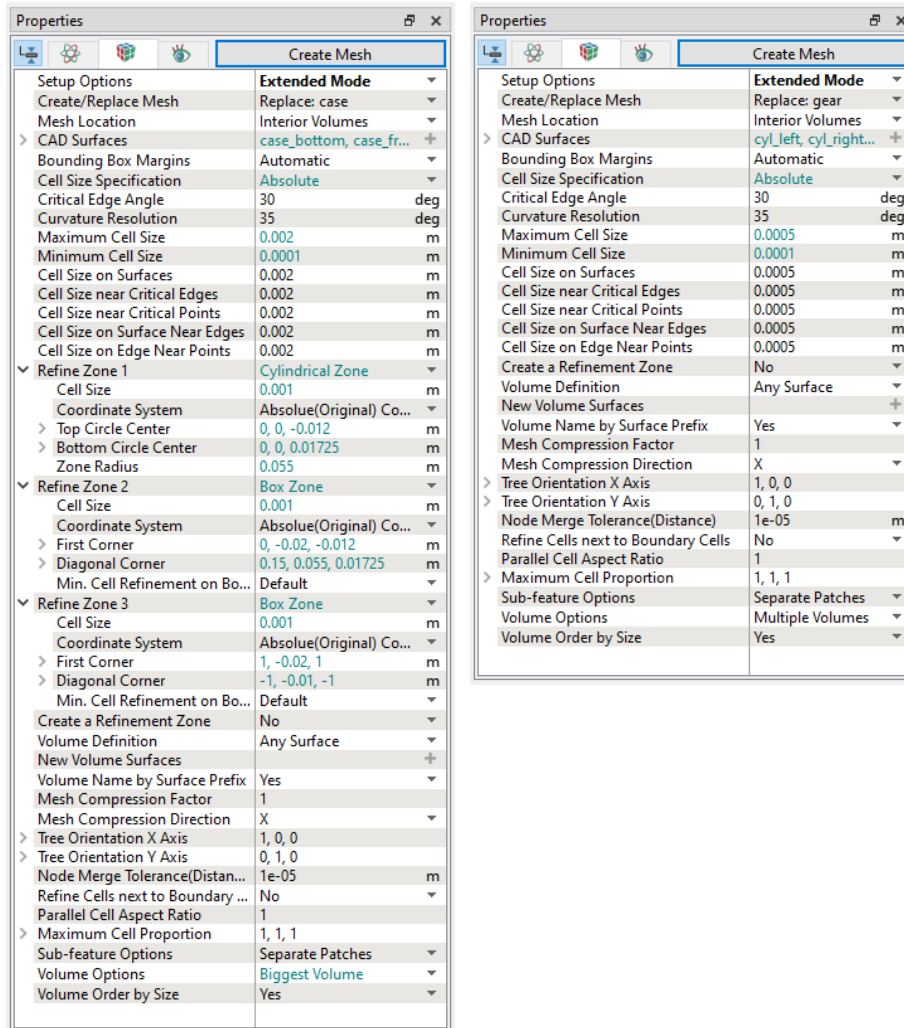 Properties
Create Mesh
Setup Options Extended Mode
Create/Replace Mesh Replace: case
Mesh Location Interior Volumes
CAD Surfaces case_bottom, case_fr...
Bounding Box Margins Automatic
Cell Size Specification Absolute
Critical Edge Angle 30 deg
Curvature Resolution 35 deg
Maximum Cell Size 0.002 m
Minimum Cell Size 0.0001 m
Cell Size on Surfaces 0.002 m
Cell Size near Critical Edges 0.002 m
Cell Size near Critical Points 0.002 m
Cell Size on Surface Near Edges 0.002 m
Cell Size on Edge Near Points 0.002 m
Refine Zone 1 Cylindrical Zone
Cell Size 0.001 m
Coordinate System Absolue(Original) Co...
Top Circle Center 0, 0, -0.012 m
Bottom Circle Center 0, 0, 0.01725 m
Zone Radius 0.055 m
Refine Zone 2 Box Zone
Cell Size 0.001 m
Coordinate System Absolue(Original) Co...
First Corner 0, -0.02, -0.012 m
Diagonal Corner 0.15, 0.055, 0.01725 m
Min. Cell Refinement on Bo... Default
Refine Zone 3 Box Zone
Cell Size 0.001 m
Coordinate System Absolue(Original) Co...
First Corner 1, -0.02, 1 m
Diagonal Corner -1, -0.01, -1 m
Min. Cell Refinement on Bo... Default
Create a Refinement Zone No
Volume Definition Any Surface
New Volume Surfaces
Volume Name by Surface Prefix Yes
Mesh Compression Factor 1
Mesh Compression Direction X
Tree Orientation X Axis 1, 0, 0
Tree Orientation Y Axis 0, 1, 0
Node Merge Tolerance(Distan... 1e-05 m
Refine Cells next to Boundary ... No
Parallel Cell Aspect Ratio 1
Maximum Cell Proportion 1, 1, 1
Sub-feature Options Separate Patches
Volume Options Biggest Volume
Volume Order by Size Yes
Properties
Create Mesh
Setup Options Extended Mode
Create/Replace Mesh Replace: gear
Mesh Location Interior Volumes
CAD Surfaces cyl_left, cyl_right...
Bounding Box Margins Automatic
Cell Size Specification Absolute
Critical Edge Angle 30 deg
Curvature Resolution 35 deg
Maximum Cell Size 0.0005 m
Minimum Cell Size 0.0001 m
Cell Size on Surfaces 0.0005 m
Cell Size near Critical Edges 0.0005 m
Cell Size near Critical Points 0.0005 m
Cell Size on Surface Near Edges 0.0005 m
Cell Size on Edge Near Points 0.0005 m
Create a Refinement Zone No
Volume Definition Any Surface
New Volume Surfaces
Volume Name by Surface Prefix Yes
Mesh Compression Factor 1
Mesh Compression Direction X
Tree Orientation X Axis 1, 0, 0
Tree Orientation Y Axis 0, 1, 0
Node Merge Tolerance(Distance) 1e-05 m
Refine Cells next to Boundary Cells No
Parallel Cell Aspect Ratio 1
Maximum Cell Proportion 1, 1, 1
Sub-feature Options Separate Patches
Volume Options Multiple Volumes
Volume Order by Size Yes